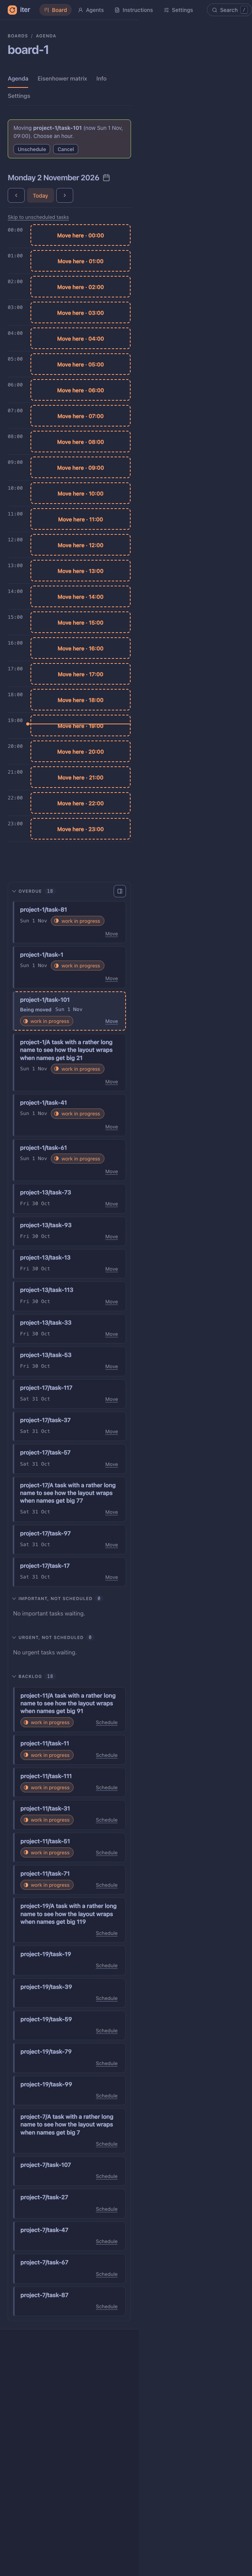 iter
Board
Agents
Instructions
Settings
Search /
BOARDS / AGENDA
board-1
Agenda
Eisenhower matrix
Info
Settings
Moving project-1/task-101 (now Sun 1 Nov,
09:00). Choose an hour.
Unschedule
Cancel
Monday 2 November 2026
Today
Skip to unscheduled tasks
00:00
Move here · 00:00
01:00
Move here · 01:00
02:00
Move here · 02:00
03:00
Move here · 03:00
04:00
Move here · 04:00
05:00
Move here · 05:00
06:00
Move here · 06:00
07:00
Move here · 07:00
08:00
Move here · 08:00
09:00
Move here · 09:00
10:00
Move here · 10:00
11:00
Move here · 11:00
12:00
Move here · 12:00
13:00
Move here · 13:00
14:00
Move here · 14:00
15:00
Move here · 15:00
16:00
Move here · 16:00
17:00
Move here · 17:00
18:00
Move here · 18:00
19:00
Move here · 19:00
20:00
Move here · 20:00
21:00
Move here · 21:00
22:00
Move here · 22:00
23:00
Move here · 23:00
OVERDUE 18
project-1/task-81
Sun 1 Nov
work in progress
Move
project-1/task-1
Sun 1 Nov
work in progress
Move
project-1/task-101
Being moved Sun 1 Nov
work in progress
Move
project-1/A task with a rather long
name to see how the layout wraps
when names get big 21
Sun 1 Nov
work in progress
Move
project-1/task-41
Sun 1 Nov
work in progress
Move
project-1/task-61
Sun 1 Nov
work in progress
Move
project-13/task-73
Fri 30 Oct
Move
project-13/task-93
Fri 30 Oct
Move
project-13/task-13
Fri 30 Oct
Move
project-13/task-113
Fri 30 Oct
Move
project-13/task-33
Fri 30 Oct
Move
project-13/task-53
Fri 30 Oct
Move
project-17/task-117
Sat 31 Oct
Move
project-17/task-37
Sat 31 Oct
Move
project-17/task-57
Sat 31 Oct
Move
project-17/A task with a rather long
name to see how the layout wraps
when names get big 77
Sat 31 Oct
Move
project-17/task-97
Sat 31 Oct
Move
project-17/task-17
Sat 31 Oct
Move
IMPORTANT, NOT SCHEDULED 0
No important tasks waiting.
URGENT, NOT SCHEDULED 0
No urgent tasks waiting.
BACKLOG 18
project-11/A task with a rather long
name to see how the layout wraps
when names get big 91
work in progress
Schedule
project-11/task-11
work in progress
Schedule
project-11/task-111
work in progress
Schedule
project-11/task-31
work in progress
Schedule
project-11/task-51
work in progress
Schedule
project-11/task-71
work in progress
Schedule
project-19/A task with a rather long
name to see how the layout wraps
when names get big 119
Schedule
project-19/task-19
Schedule
project-19/task-39
Schedule
project-19/task-59
Schedule
project-19/task-79
Schedule
project-19/task-99
Schedule
project-7/A task with a rather long
name to see how the layout wraps
when names get big 7
Schedule
project-7/task-107
Schedule
project-7/task-27
Schedule
project-7/task-47
Schedule
project-7/task-67
Schedule
project-7/task-87
Schedule